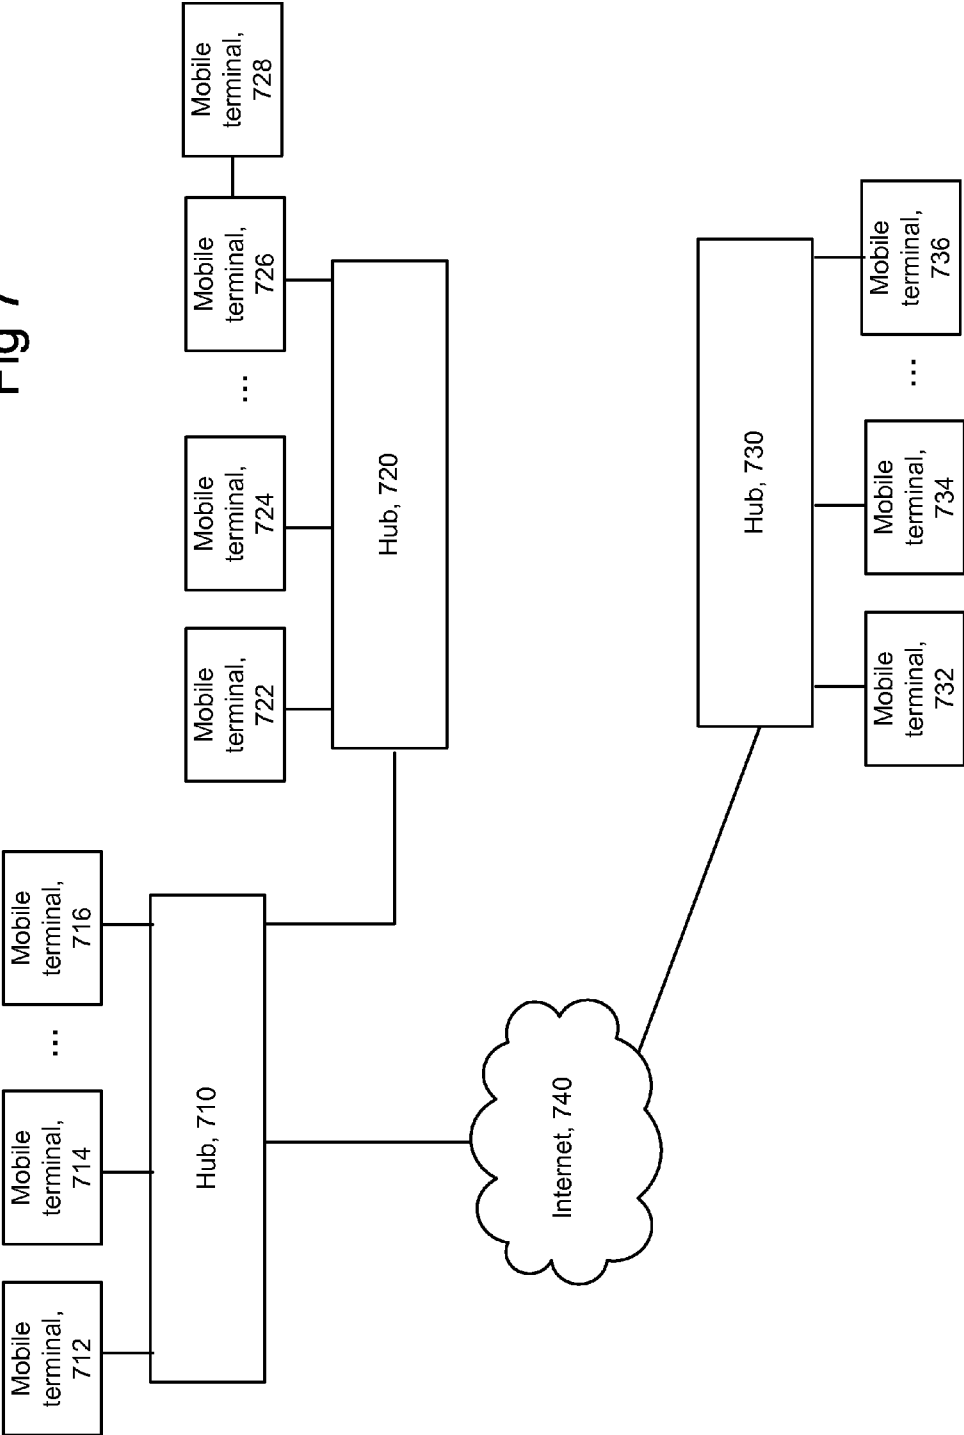 Fig 7
Mobile
terminal,
712
Mobile
terminal,
714
...
Mobile
terminal,
716
Hub, 710
Mobile
terminal,
722
Mobile
terminal,
724
...
Mobile
terminal,
726
Mobile
terminal,
728
Hub, 720
Internet, 740
Hub, 730
Mobile
terminal,
732
Mobile
terminal,
734
...
Mobile
terminal,
736